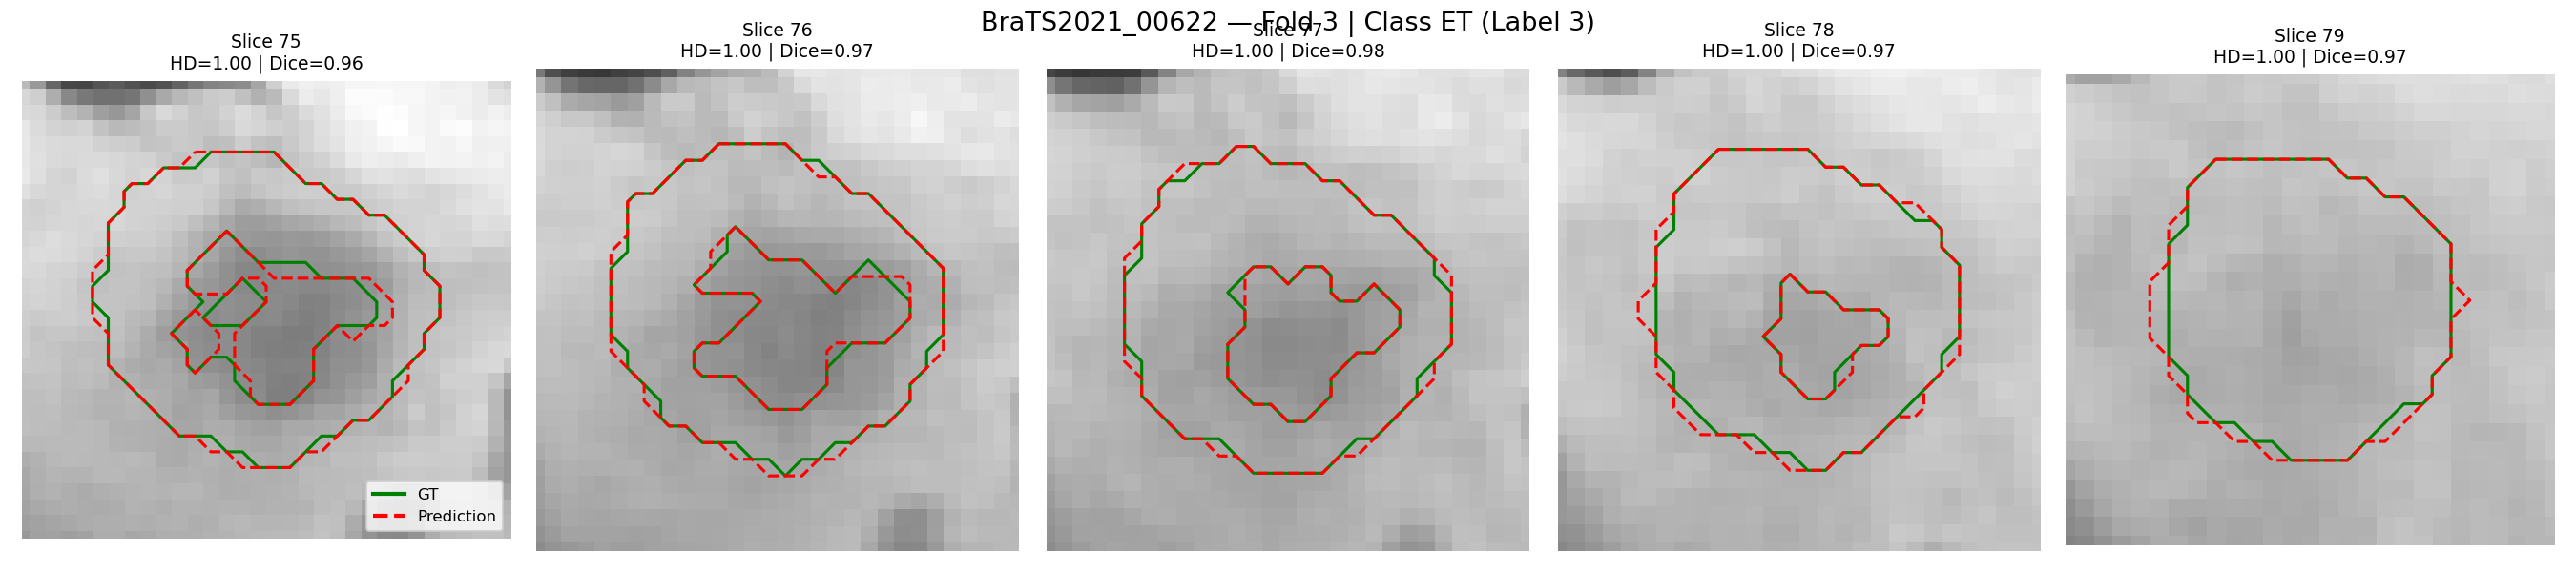 BraTS2021_00622 — Fold 3 | Class ET (Label 3)
Slice 75
HD=1.00 | Dice=0.96
Slice 76
HD=1.00 | Dice=0.97
Slice 77
HD=1.00 | Dice=0.98
Slice 78
HD=1.00 | Dice=0.97
Slice 79
HD=1.00 | Dice=0.97
GT
Prediction